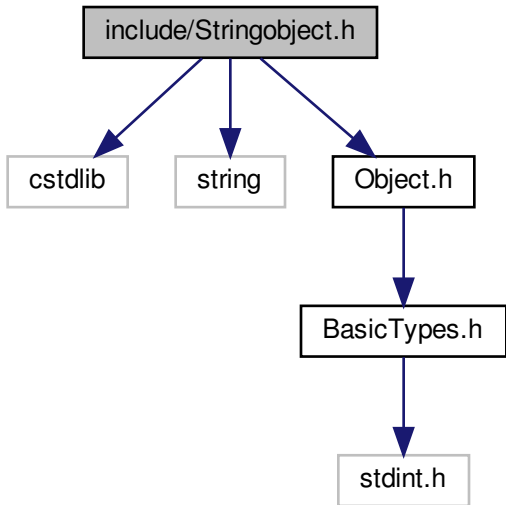 include/Stringobject.h
cstdlib
string
Object.h
BasicTypes.h
stdint.h